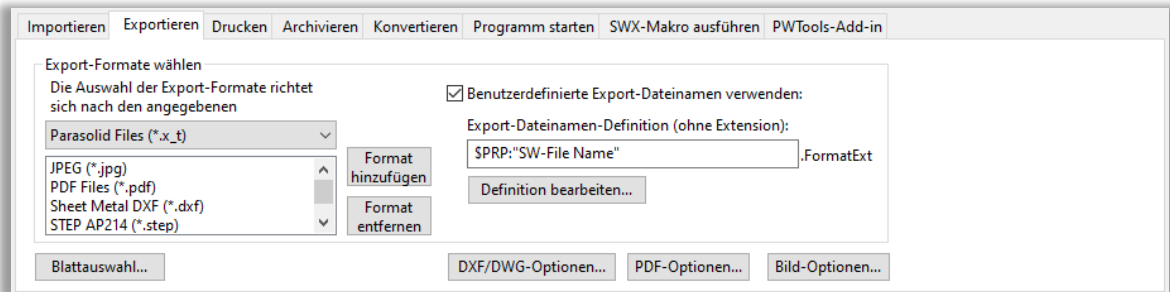 Importieren Exportieren Drucken Archivieren Konvertieren Programm starten SWX-Makro ausführen PWTools-Add-in
Export-Formate wählen
Die Auswahl der Export-Formate richtet
sich nach den angegebenen
Parasolid Files (*.x_t)
JPEG (*.jpg)
PDF Files (*.pdf)
Sheet Metal DXF (*.dxf)
STEP AP214 (*.step)
Format
hinzufügen
Format
entfernen
Benutzerdefinierte Export-Dateinamen verwenden:
Export-Dateinamen-Definition (ohne Extension):
$PRP:"SW-File Name" .FormatExt
Definition bearbeiten...
Blattauswahl... DXF/DWG-Optionen... PDF-Optionen... Bild-Optionen...